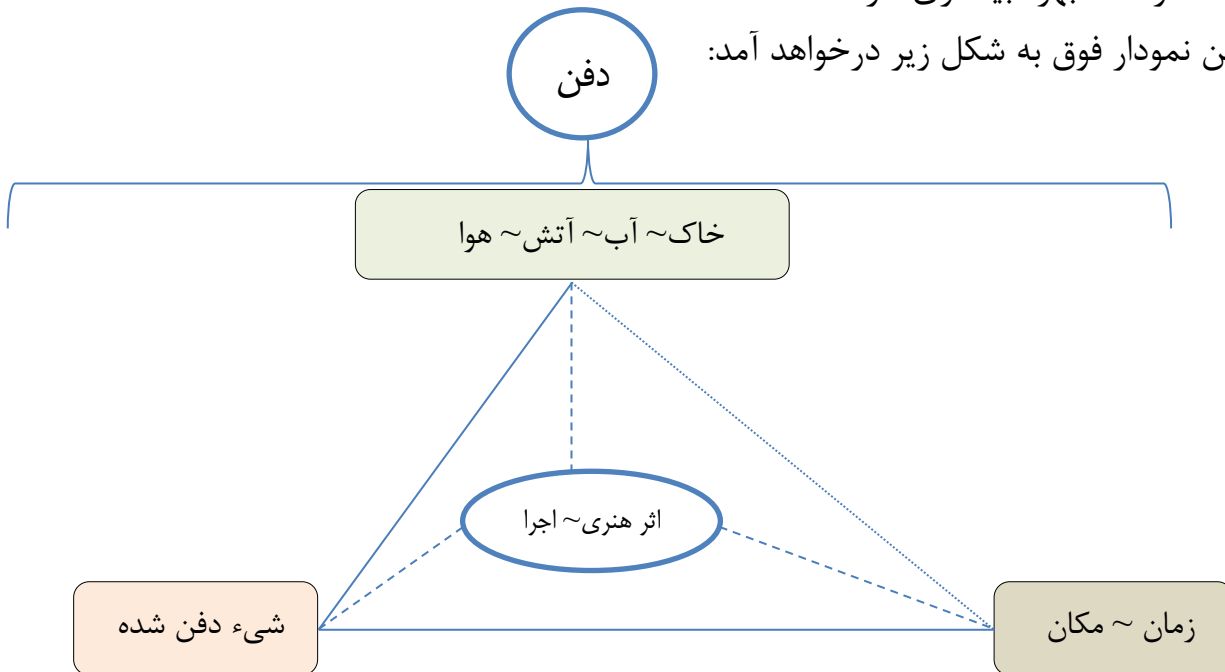 ن نمودار فوق به شکل زیر درخواهد آمد:
دفن
خاک~ آب~ آتش~ هوا
اثر هنری~ اجرا
شیء دفن شده
زمان ~ مکان